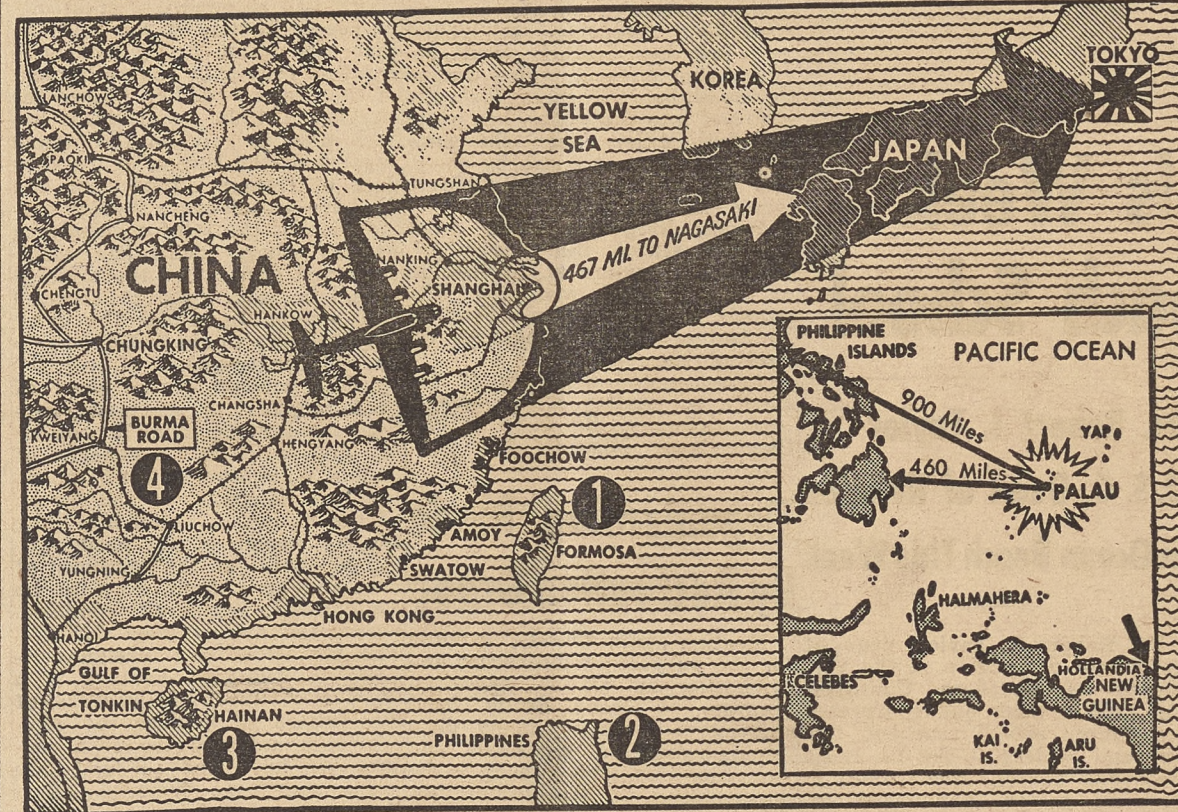 TOKYO
KOREA
YELLOW
SEA
JAPAN
LANCHOW
PAOKI
TUNGSHAN
NANCHENG
467 MI. TO NAGASAKI
NANKING
CHINA
SHANGHAI
CHENGTU
HANKOW
CHUNGKING
CHANGSHA
BURMA
ROAD
4
KWEIYANG
HENGYANG
FOOCHOW
1
LIUCHOW
AMOY
FORMOSA
SWATOW
YUNGNING
HONG KONG
HANOI
GULF OF
TONKIN
HAINAN
3
PHILIPPINES
2
PHILIPPINE
ISLANDS
PACIFIC OCEAN
900 Miles
YAP
460 Miles
PALAU
HALMAHERA
HOLLANDIA
NEW
GUINEA
CELEBES
KAI
IS.
ARU
IS.